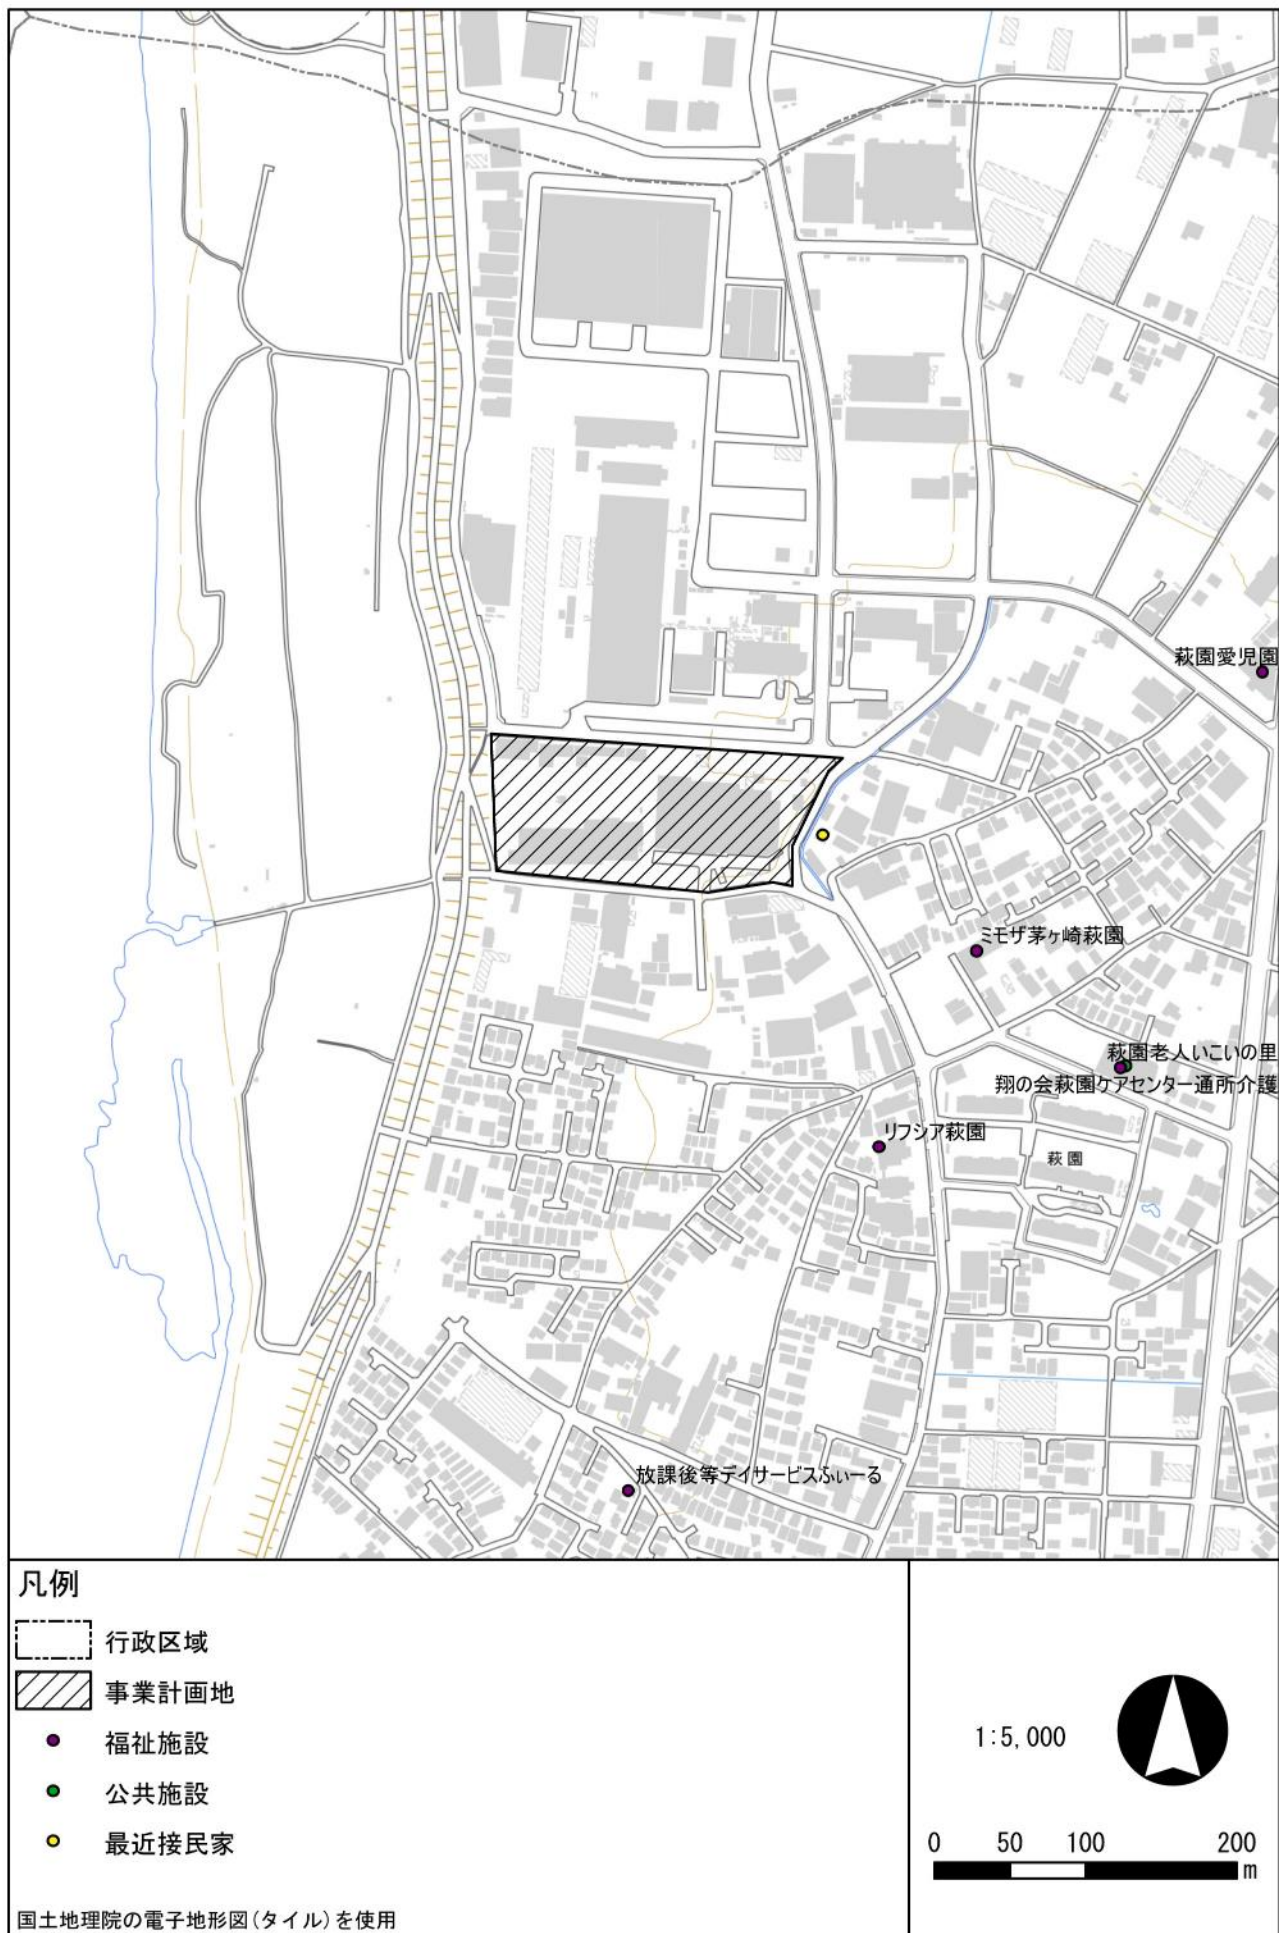 萩園愛児園
ミモザ茅ヶ崎萩園
萩園老人いこいの里
翔の会萩園ケアセンター通所介護
リフシア萩園
萩園
放課後等デイサービスふぃーる
凡例
行政区域
事業計画地
福祉施設
公共施設
最近接民家
国土地理院の電子地形図(タイル)を使用
1:5,000
0 50 100 200
m